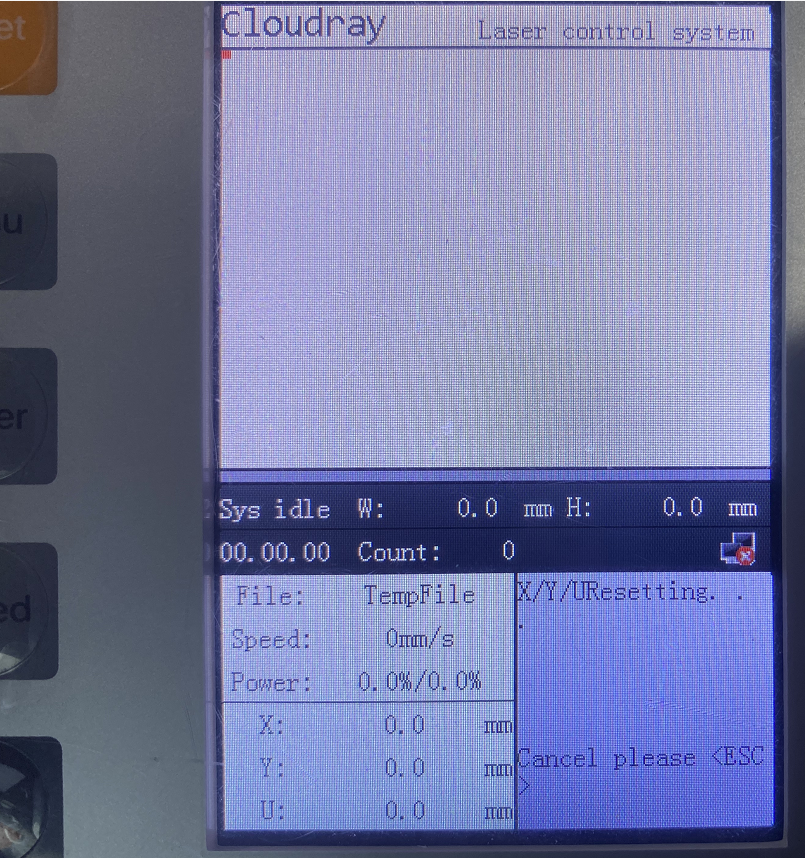 Cloudray Laser control system
et
u
er
ed
Sys idle W: 0.0 mm H: 0.0 mm
00.00.00 Count: 0
File: TempFile
Speed: 0mm/s
Power: 0.0%/0.0%
X: 0.0 mm
Y: 0.0 mm
U: 0.0 mm
X/Y/UResetting. .
.
Cancel please <ESC
>